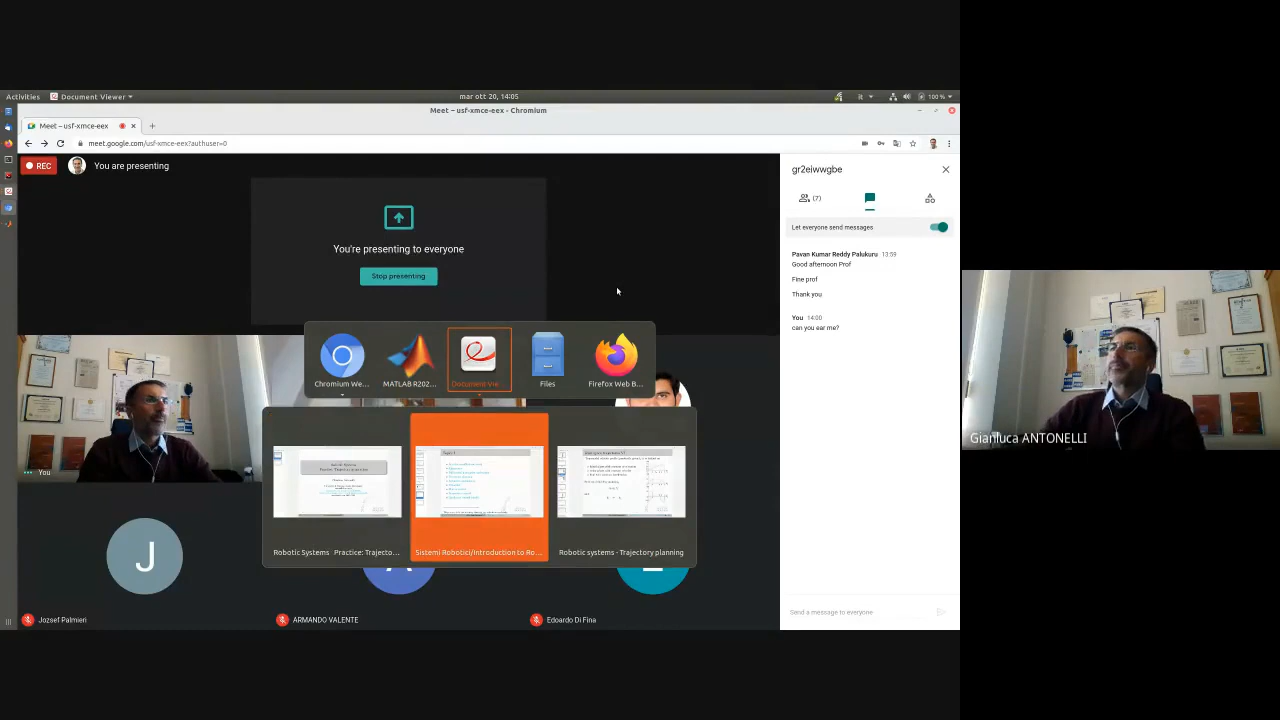 Activities
Document Viewer
mar ott 20, 14:05
it
100 %
Meet – usf-xmce-eex - Chromium
Meet – usf-xmce-eex
meet.google.com/usf-xmce-eex?authuser=0
REC
You are presenting
You're presenting to everyone
Stop presenting
gr2eiwwgbe
(7)
Let everyone send messages
Pavan Kumar Reddy Palukuru 13:59
Good afternoon Prof
Fine prof
Thank you
You 14:00
can you ear me?
Chromium We...
MATLAB R202...
Document Vie...
Files
Firefox Web B...
You
Gianluca ANTONELLI
Robotic Systems - Practice: Trajecto...
Sistemi Robotici/Introduction to Ro...
Robotic systems - Trajectory planning
J
Jozsef Palmieri
ARMANDO VALENTE
Edoardo Di Fina
Send a message to everyone